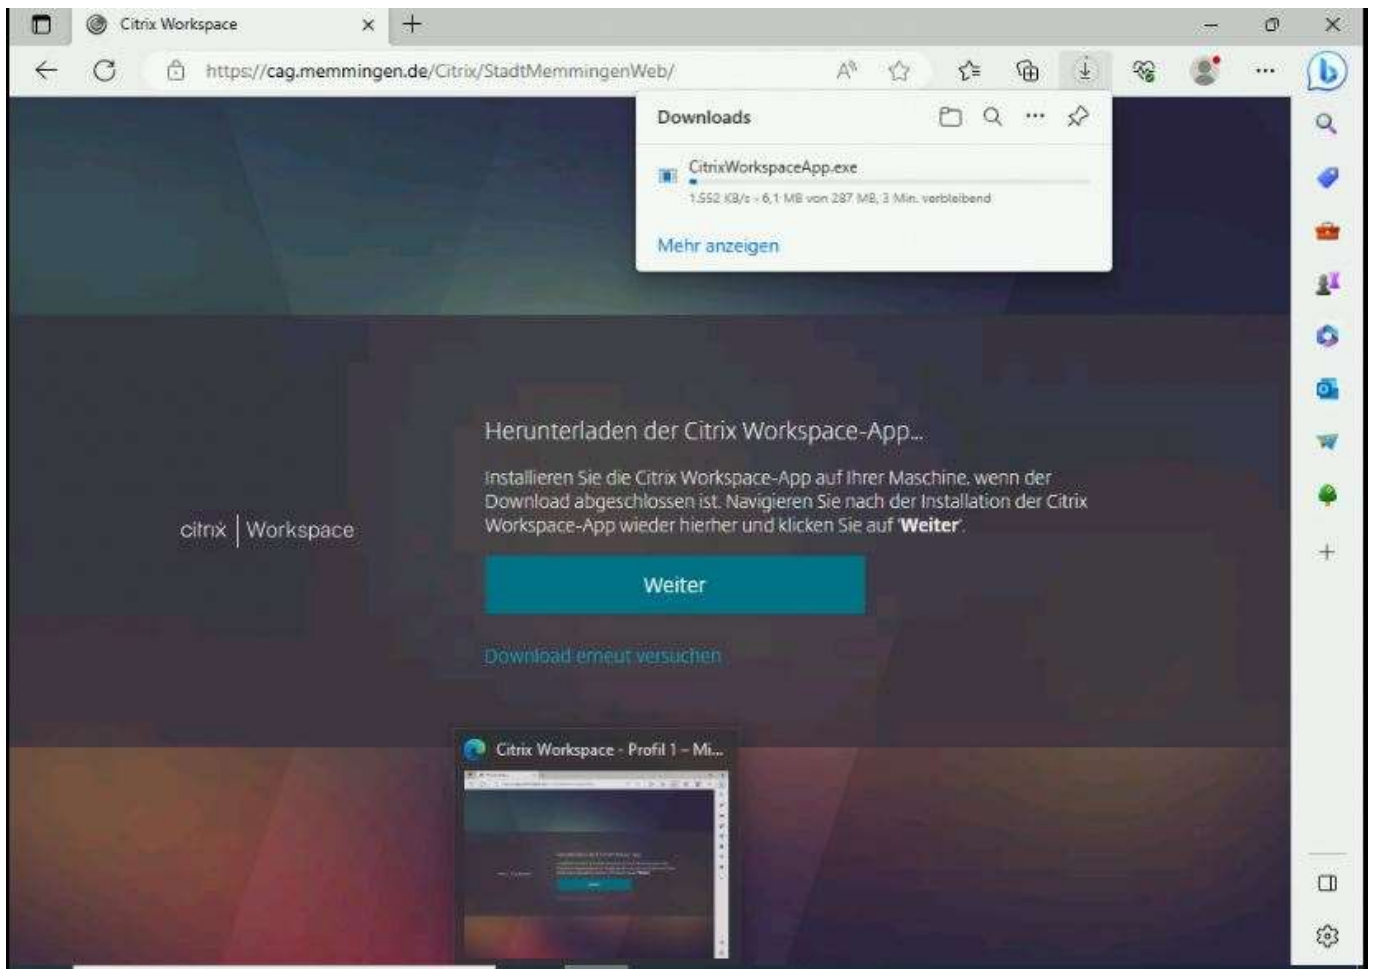 Citrix Workspace
https://cag.memmingen.de/Citrix/StadtMemmingenWeb/
Downloads
CitrixWorkspaceApp.exe
1.552 KB/s - 6,1 MB von 287 MB, 3 Min. verbleibend
Mehr anzeigen
Herunterladen der Citrix Workspace-App...
Installieren Sie die Citrix Workspace-App auf Ihrer Maschine, wenn der
Download abgeschlossen ist. Navigieren Sie nach der Installation der Citrix
Workspace-App wieder hierher und klicken Sie auf 'Weiter'.
citrix | Workspace
Weiter
Download erneut versuchen
Citrix Workspace - Profil 1 – Mi...